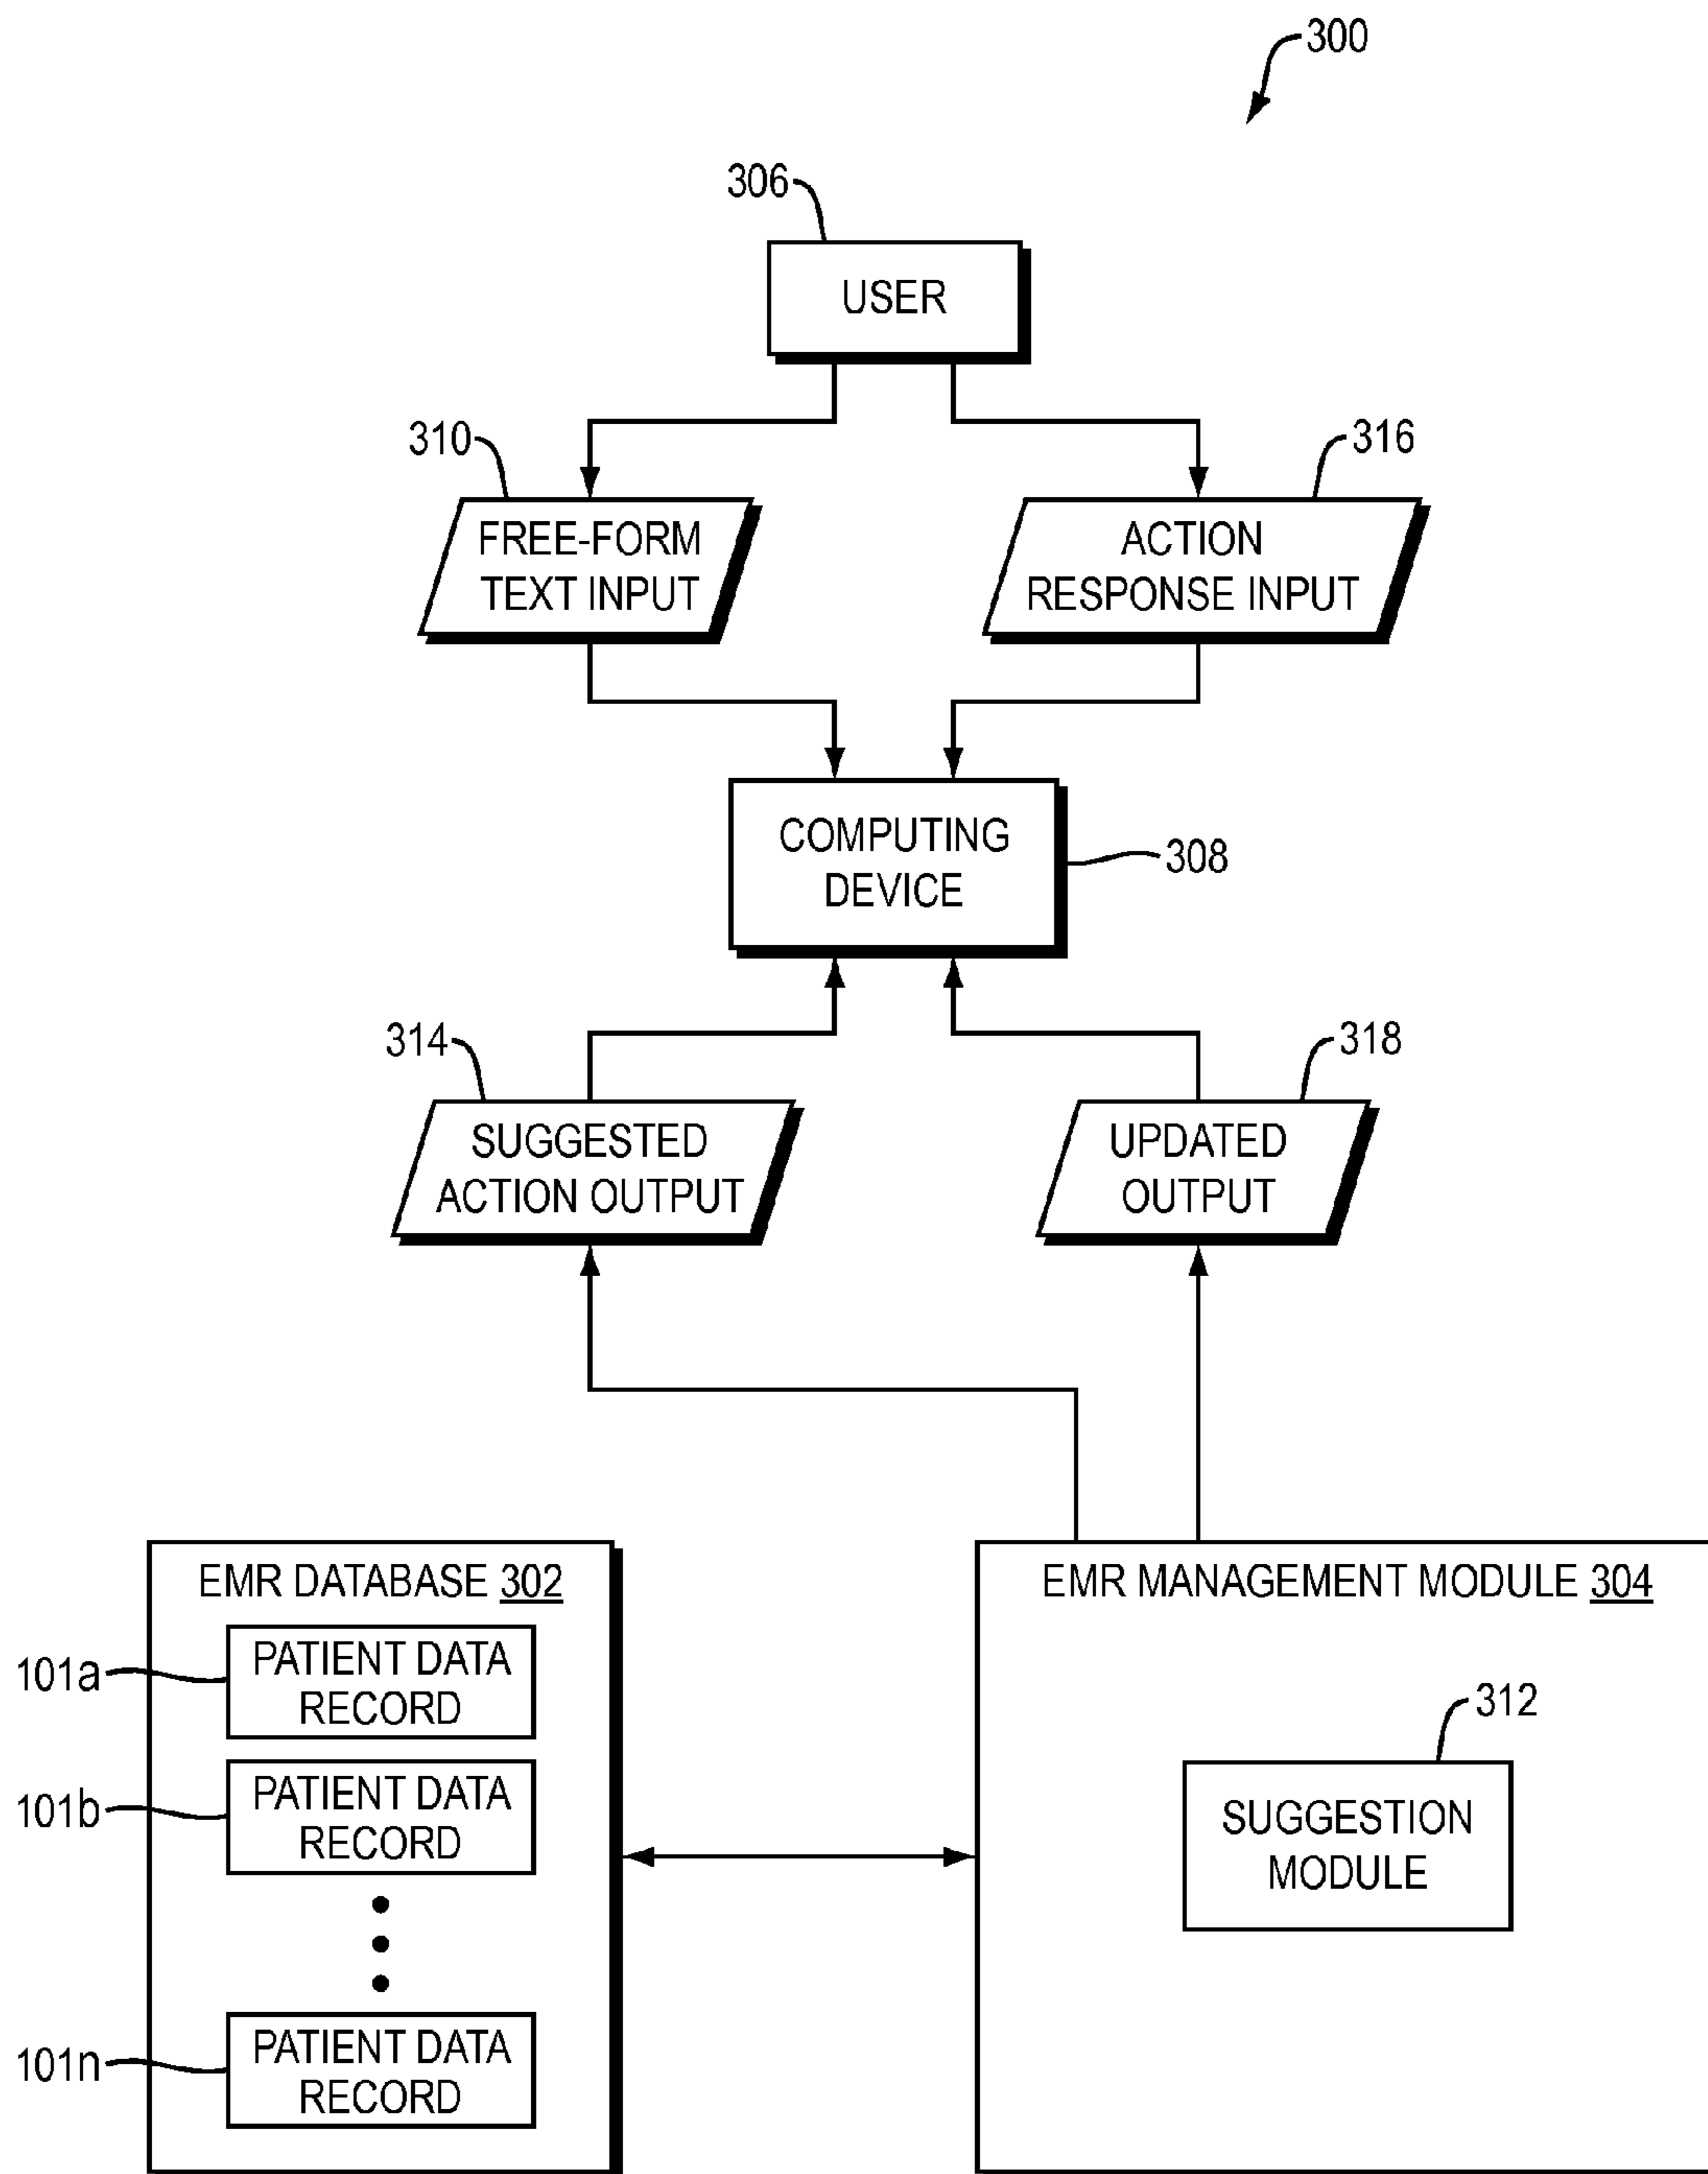 300
306
USER
310
316
FREE-FORM
TEXT INPUT
ACTION
RESPONSE INPUT
COMPUTING
DEVICE
308
314
318
SUGGESTED
ACTION OUTPUT
UPDATED
OUTPUT
EMR DATABASE 302
101a
PATIENT DATA
RECORD
101b
PATIENT DATA
RECORD
101n
PATIENT DATA
RECORD
EMR MANAGEMENT MODULE 304
312
SUGGESTION
MODULE